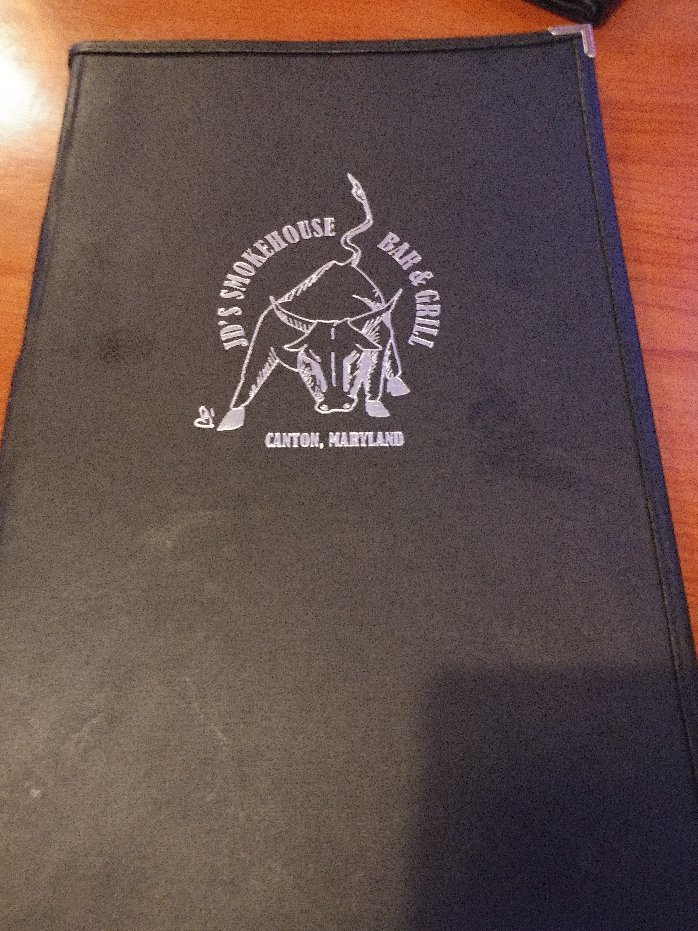 JD'S SMOKEHOUSE BAR & GRILL
CANTON, MARYLAND